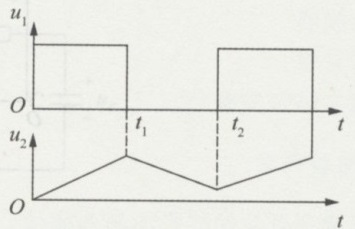 u₁
O t₁ t₂ t
u₂
O t